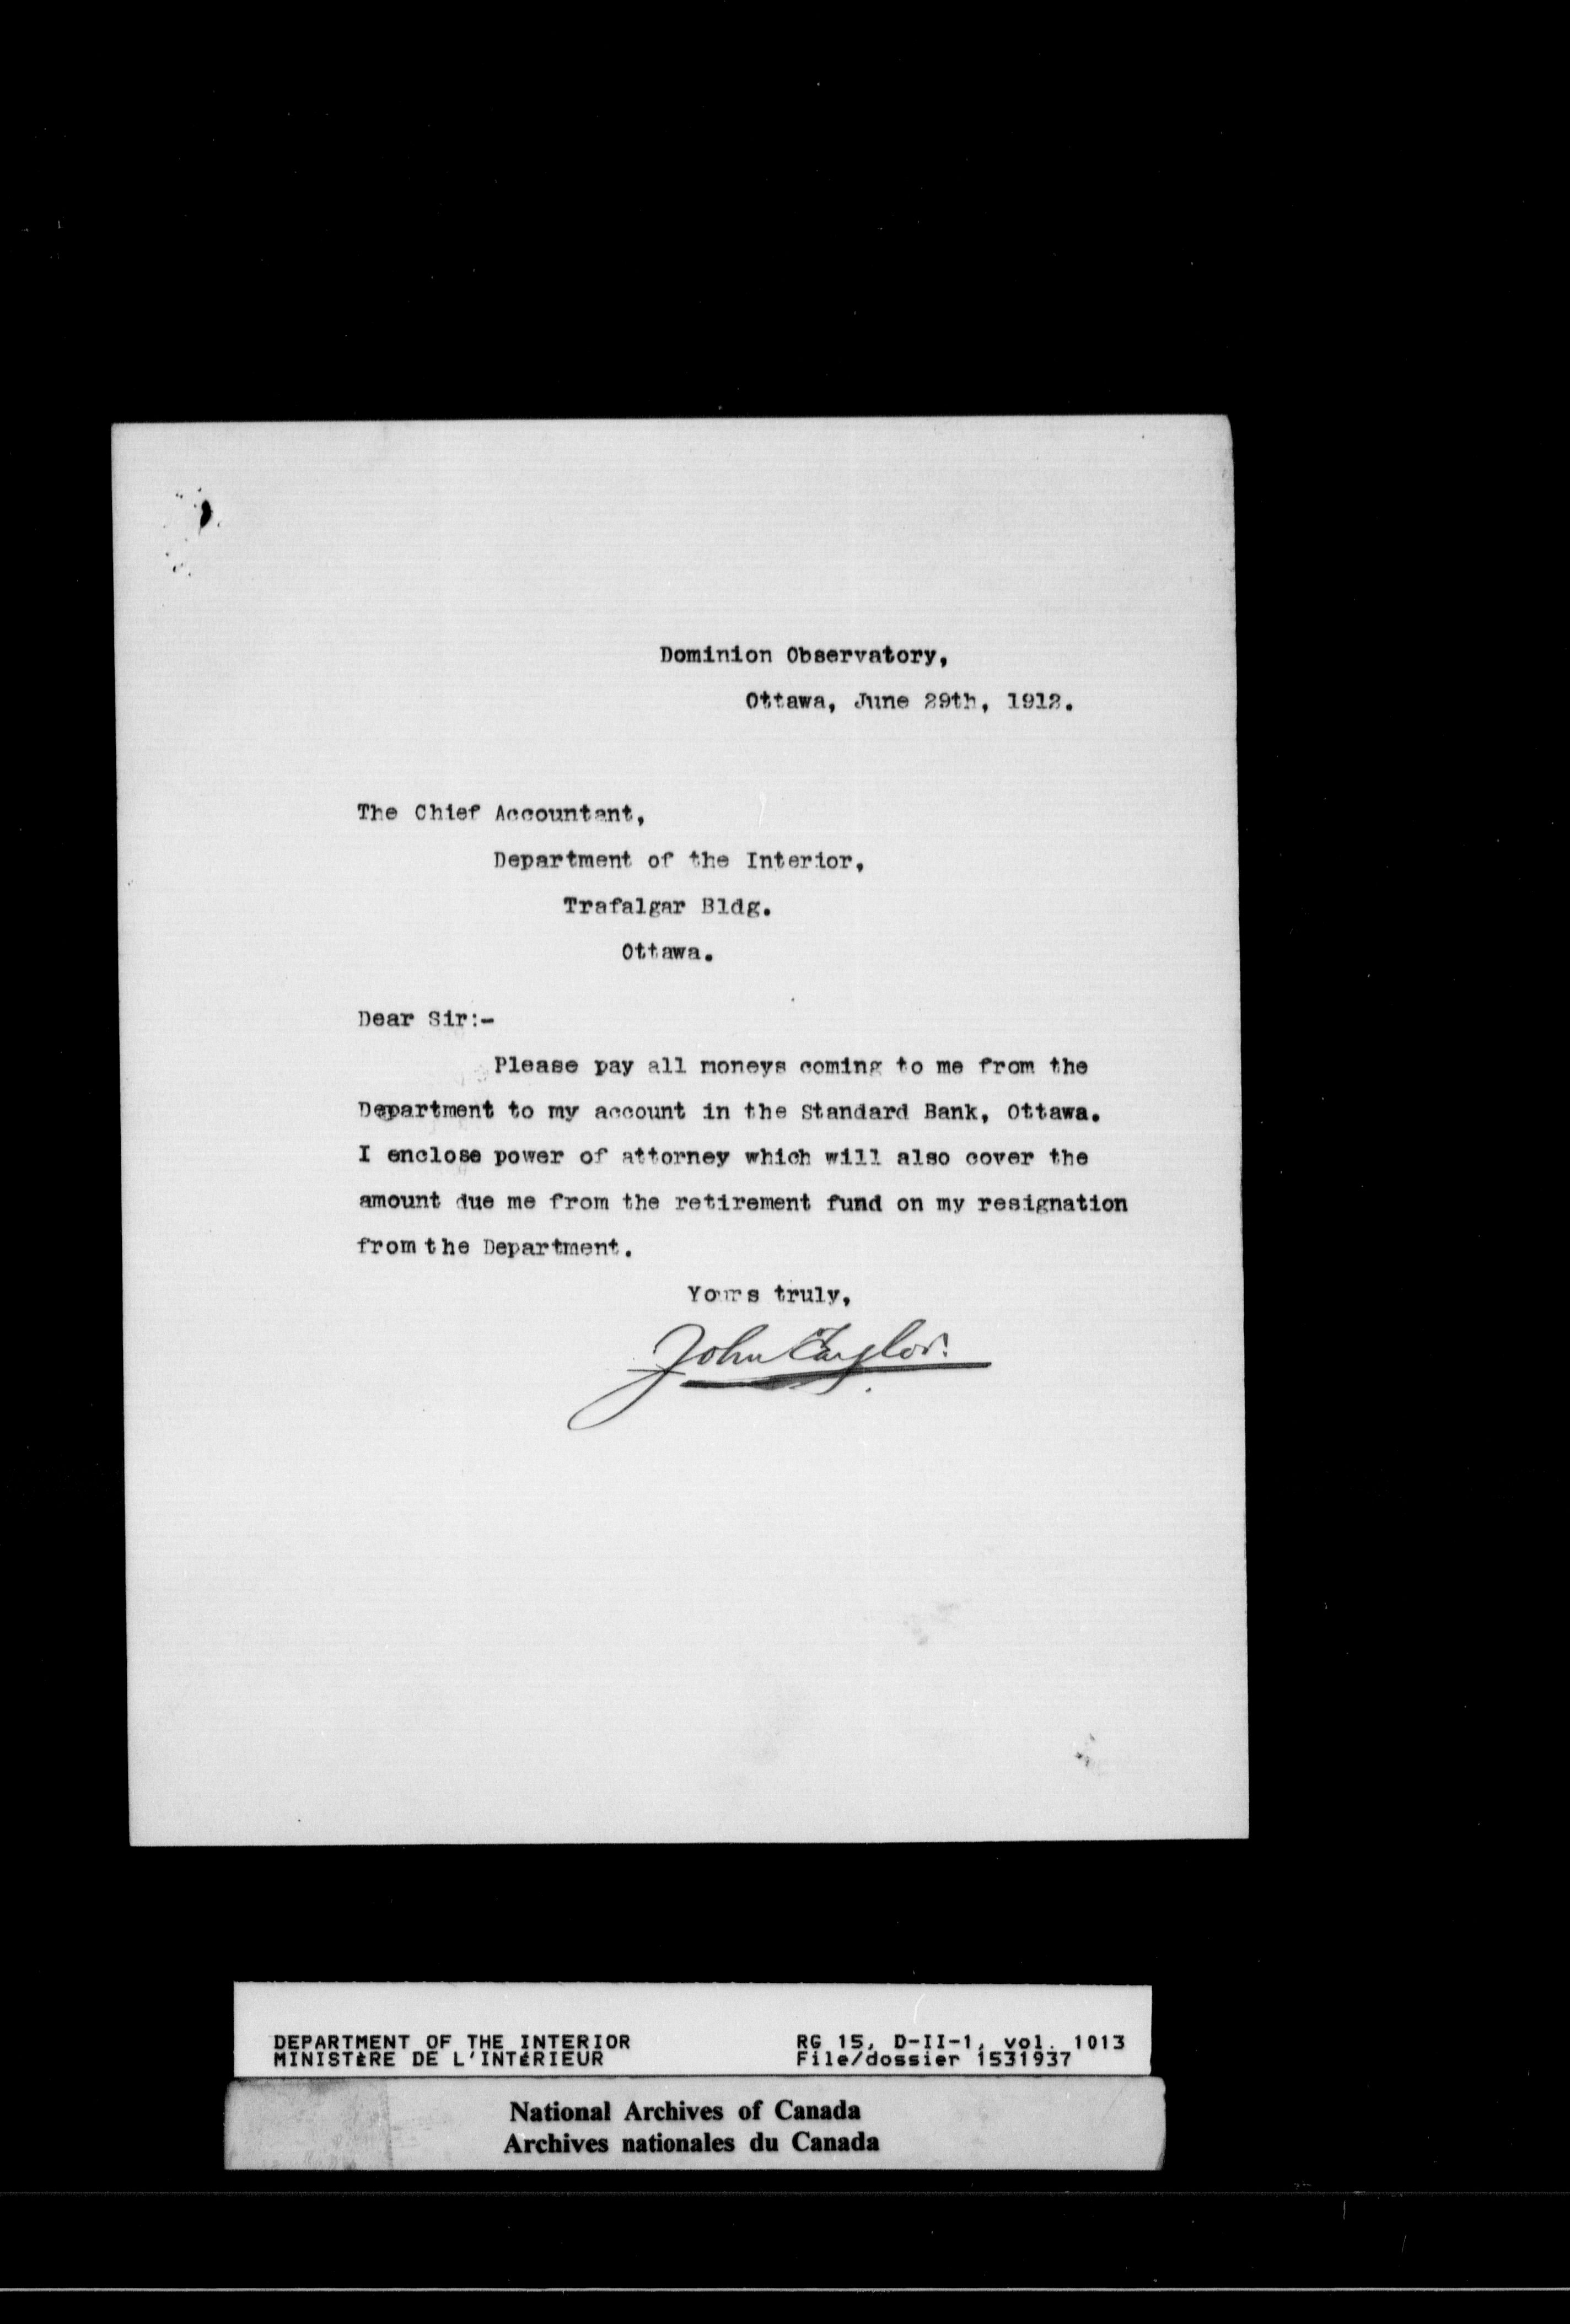 Dominion Observatory,
Ottawa, June 29th, 1912.
The Chief Accountant,
Department of the Interior,
Trafalgar Bldg.
Ottawa.
Dear Sir:-
Please pay all moneys coming to me from the
Department to my account in the Standard Bank, Ottawa.
I enclose power of attorney which will also cover the
amount due me from the retirement fund on my resignation
from the Department.
Yours truly,
John Taylor.
DEPARTMENT OF THE INTERIOR RG 15, D-II-1, vol. 1013
MINISTÈRE DE L'INTÉRIEUR File/dossier 1531937
National Archives of Canada
Archives nationales du Canada